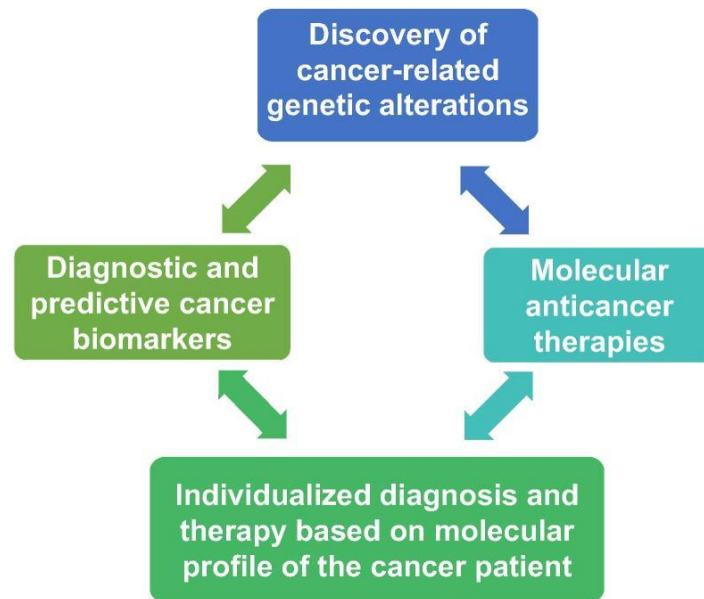 Discovery of
cancer-related
genetic alterations
Diagnostic and
predictive cancer
biomarkers
Molecular
anticancer
therapies
Individualized diagnosis and
therapy based on molecular
profile of the cancer patient